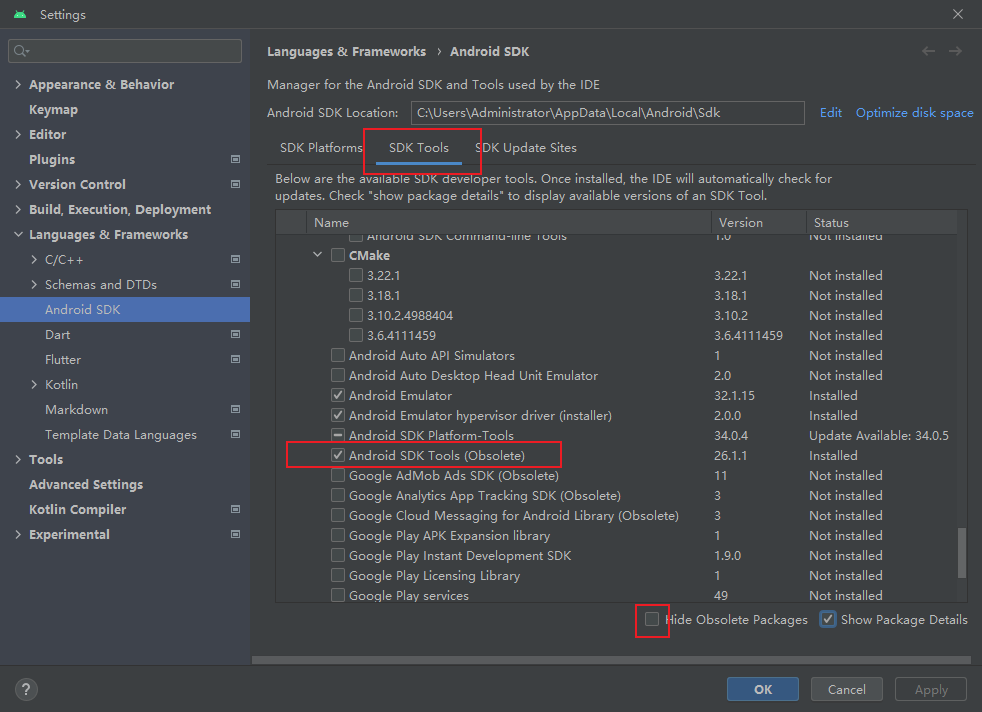 Settings
Appearance & Behavior
Keymap
Editor
Plugins
Version Control
Build, Execution, Deployment
Languages & Frameworks
C/C++
Schemas and DTDs
Android SDK
Dart
Flutter
Kotlin
Markdown
Template Data Languages
Tools
Advanced Settings
Kotlin Compiler
Experimental
Languages & Frameworks › Android SDK
Manager for the Android SDK and Tools used by the IDE
Android SDK Location: C:\Users\Administrator\AppData\Local\Android\Sdk Edit Optimize disk space
SDK Platforms SDK Tools SDK Update Sites
Below are the available SDK developer tools. Once installed, the IDE will automatically check for
updates. Check "show package details" to display available versions of an SDK Tool.
Name Version Status
Android SDK Command-line Tools 1.0 Not installed
CMake
3.22.1 3.22.1 Not installed
3.18.1 3.18.1 Not installed
3.10.2.4988404 3.10.2 Not installed
3.6.4111459 3.6.4111459 Not installed
Android Auto API Simulators 1 Not installed
Android Auto Desktop Head Unit Emulator 2.0 Not installed
Android Emulator 32.1.15 Installed
Android Emulator hypervisor driver (installer) 2.0.0 Installed
Android SDK Platform-Tools 34.0.4 Update Available: 34.0.5
Android SDK Tools (Obsolete) 26.1.1 Installed
Google AdMob Ads SDK (Obsolete) 11 Not installed
Google Analytics App Tracking SDK (Obsolete) 3 Not installed
Google Cloud Messaging for Android Library (Obsolete) 3 Not installed
Google Play APK Expansion library 1 Not installed
Google Play Instant Development SDK 1.9.0 Not installed
Google Play Licensing Library 1 Not installed
Google Play services 49 Not installed
Hide Obsolete Packages Show Package Details
? OK Cancel Apply